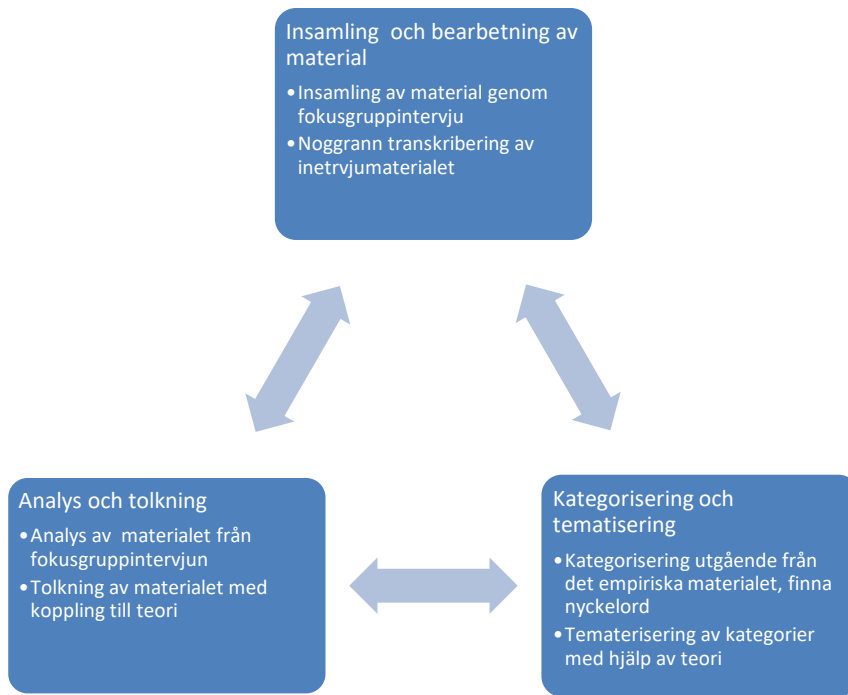 Insamling och bearbetning av
material
•Insamling av material genom
fokusgruppintervju
•Noggrann transkribering av
inetrvjumaterialet
Analys och tolkning
•Analys av materialet från
fokusgruppintervjun
•Tolkning av materialet med
koppling till teori
Kategorisering och
tematisering
•Kategorisering utgående från
det empiriska materialet, finna
nyckelord
•Tematerisering av kategorier
med hjälp av teori